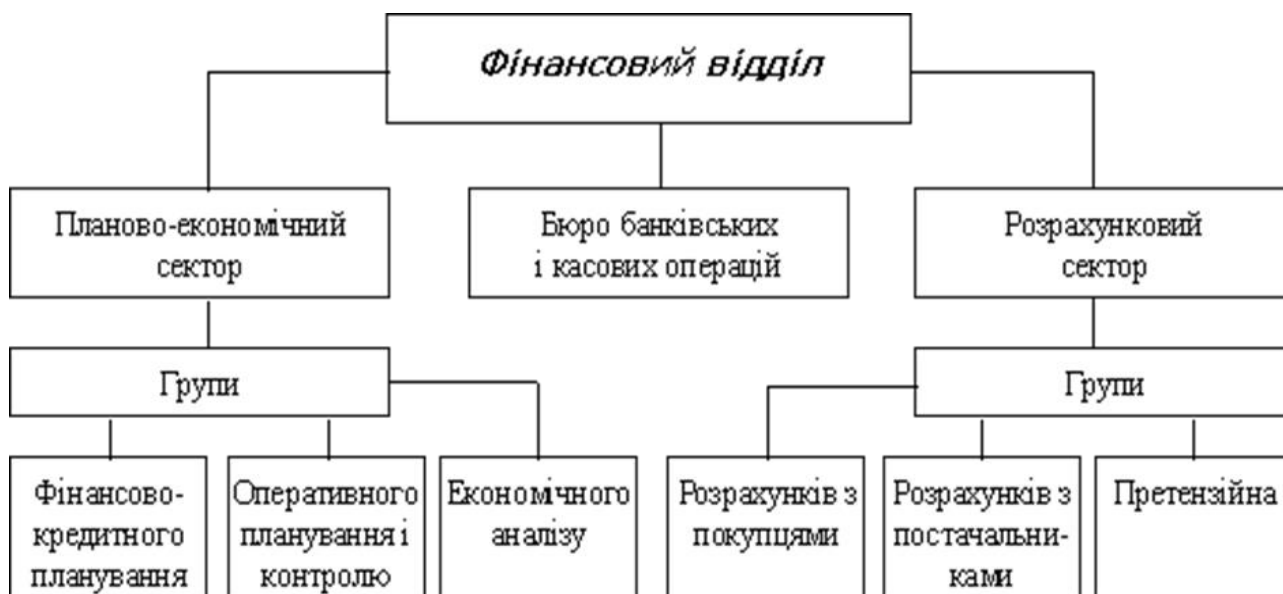 Фінансовий відділ
Планово-економічний
сектор
Бюро банківських
і касових операцій
Розрахунковий
сектор
Групи
Групи
Фінансово-
кредитного
планування
Оперативного
планування і
контролю
Економічного
аналізу
Розрахунків з
покупцями
Розрахунків з
постачальни-
ками
Претензійна